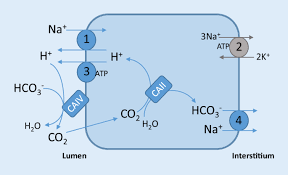 Na⁺
1
H⁺
3
ATP
H⁺
HCO₃⁻
CAIV
H₂O
CO₂
CAII
CO₂
H₂O
3Na⁺
ATP
2
2K⁺
HCO₃⁻
Na⁺
4
Lumen
Interstitium